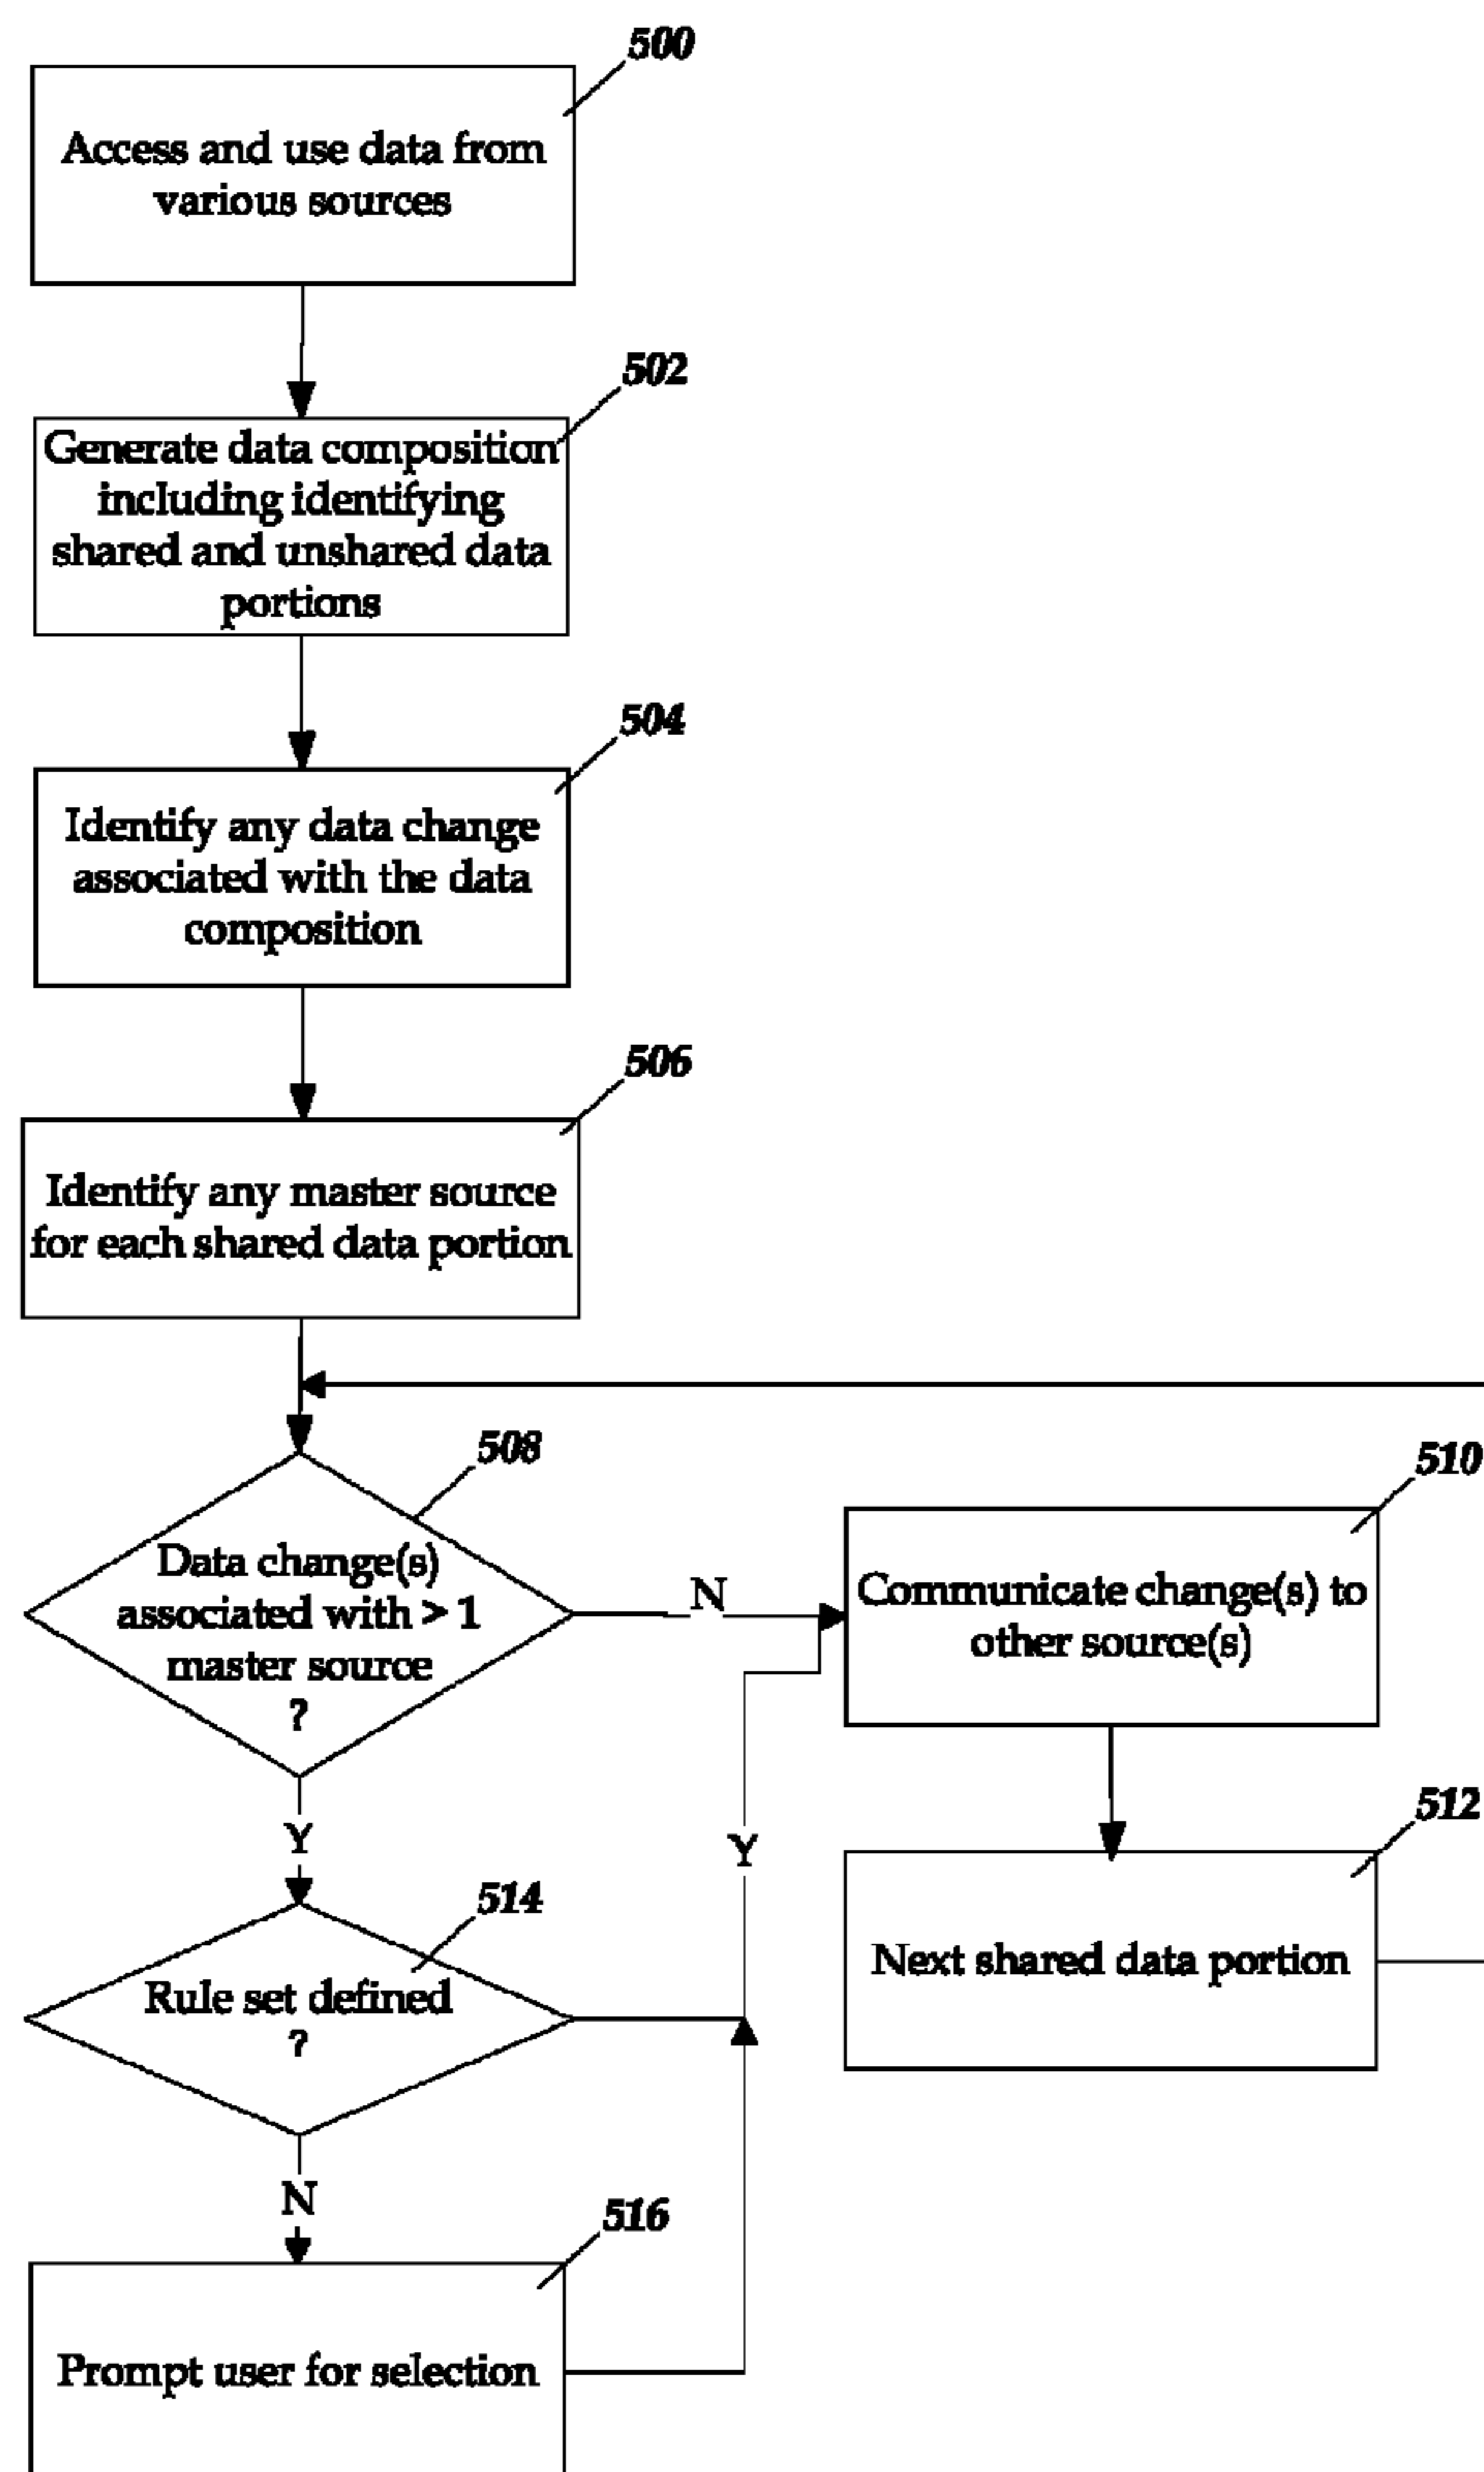 500
Access and use data from
various sources
502
Generate data composition
including identifying
shared and unshared data
portions
504
Identify any data change
associated with the data
composition
506
Identify any master source
for each shared data portion
508
Data change(s)
associated with > 1
master source
?
N
510
Communicate change(s) to
other source(s)
Y
Y
512
Next shared data portion
514
Rule set defined
?
N
516
Prompt user for selection